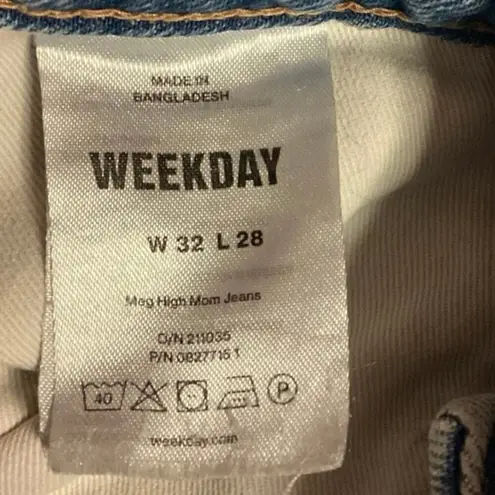 MADE IN
BANGLADESH
WEEKDAY
W 32 L 28
Meg High Mom Jeans
O/N 211035
P/N 0827715 1
40 P
weekday.com